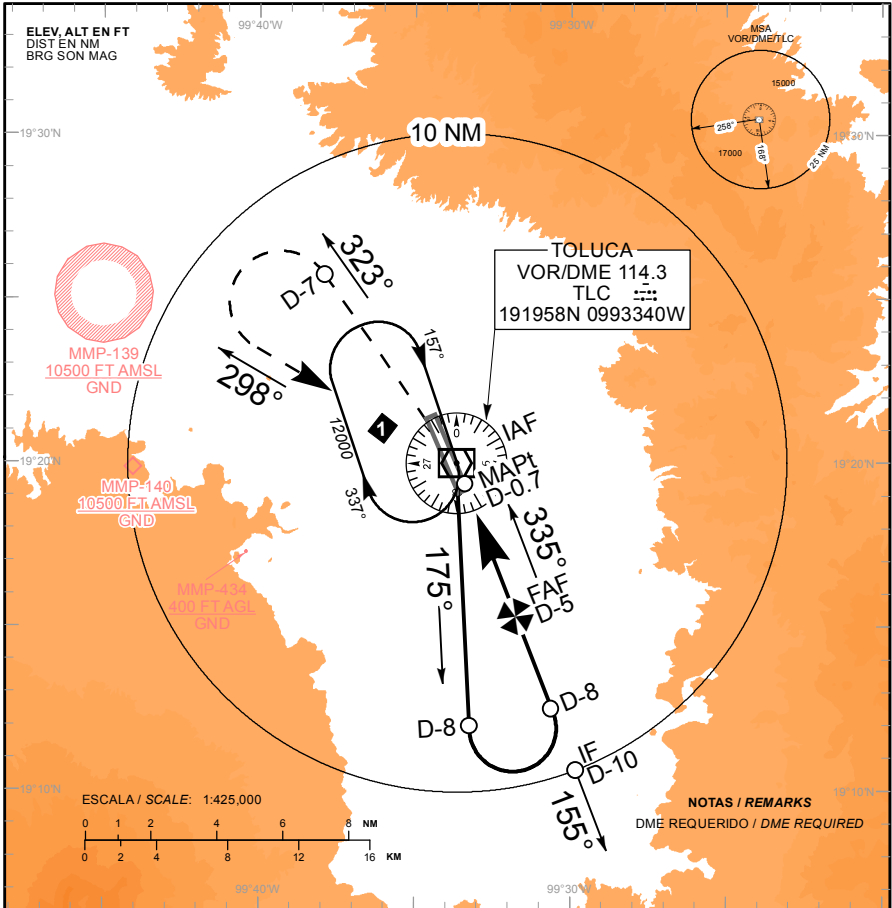 ELEV, ALT EN FT
DIST EN NM
BRG SON MAG
99°40'W
99°30'W
MSA
VOR/DME/TLC
15000
258°
168°
17000
25 NM
19°30'N
19°30'N
10 NM
TOLUCA
VOR/DME 114.3
TLC
191958N 0993340W
323°
D-7
157°
298°
MMP-139
10500 FT AMSL
GND
1
12000
337°
0
27
IAF
MAPt
D-0.7
19°20'N
19°20'N
MMP-140
10500 FT AMSL
GND
335°
175°
FAF
D-5
MMP-434
400 FT AGL
GND
D-8
D-8
IF
D-10
155°
19°10'N
19°10'N
ESCALA / SCALE: 1:425,000
0 1 2 4 6 8 NM
0 2 4 8 12 16 KM
NOTAS / REMARKS
DME REQUERIDO / DME REQUIRED
99°40'W
99°30'W